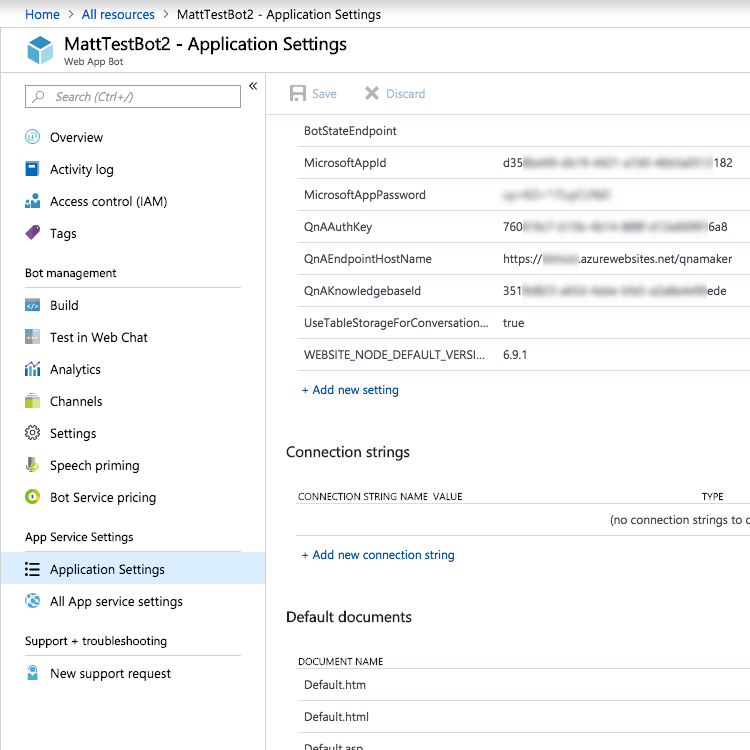 Home > All resources > MattTestBot2 - Application Settings
MattTestBot2 - Application Settings
Web App Bot
Search (Ctrl+/)
«
Overview
Activity log
Access control (IAM)
Tags
Bot management
Build
Test in Web Chat
Analytics
Channels
Settings
Speech priming
Bot Service pricing
App Service Settings
Application Settings
All App service settings
Support + troubleshooting
New support request
Save Discard
BotStateEndpoint
MicrosoftAppId d35 182
MicrosoftAppPassword
QnAAuthKey 760 6a8
QnAEndpointHostName https:// .azurewebsites.net/qnamaker
QnAKnowledgebaseId 351 ede
UseTableStorageForConversation... true
WEBSITE_NODE_DEFAULT_VERSI... 6.9.1
+ Add new setting
Connection strings
CONNECTION STRING NAME VALUE TYPE
(no connection strings to d
+ Add new connection string
Default documents
DOCUMENT NAME
Default.htm
Default.html
Default.asp